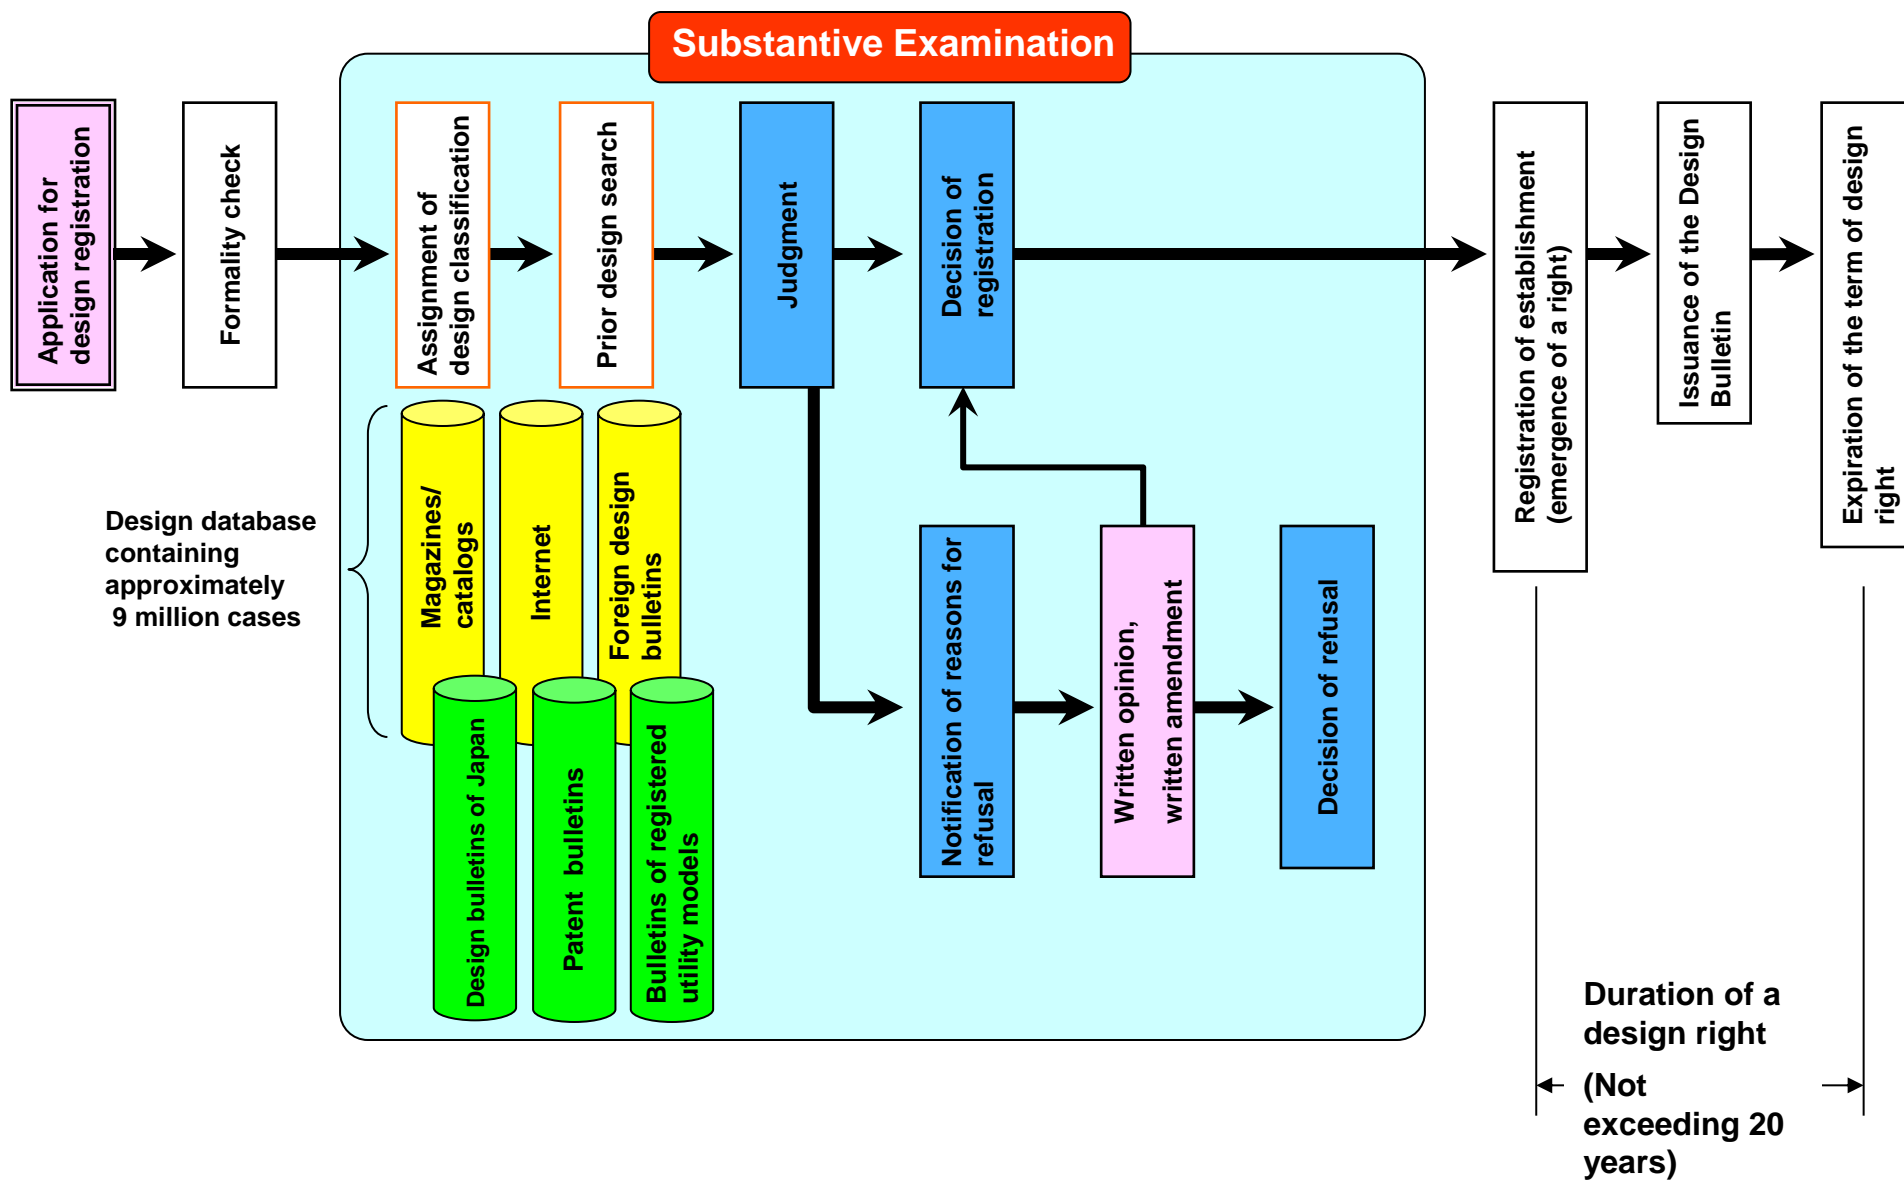 Substantive Examination
Application for
design registration
Formality check
Assignment of
design classification
Prior design search
Judgment
Decision of
registration
Registration of establishment
(emergence of a right)
Issuance of the Design
Bulletin
Expiration of the term of design
right
Design database
containing
approximately
9 million cases
Magazines/
catalogs
Internet
Foreign design
bulletins
Design bulletins of Japan
Patent bulletins
Bulletins of registered
utility models
Notification of reasons for
refusal
Written opinion,
written amendment
Decision of refusal
Duration of a
design right
(Not
exceeding 20
years)